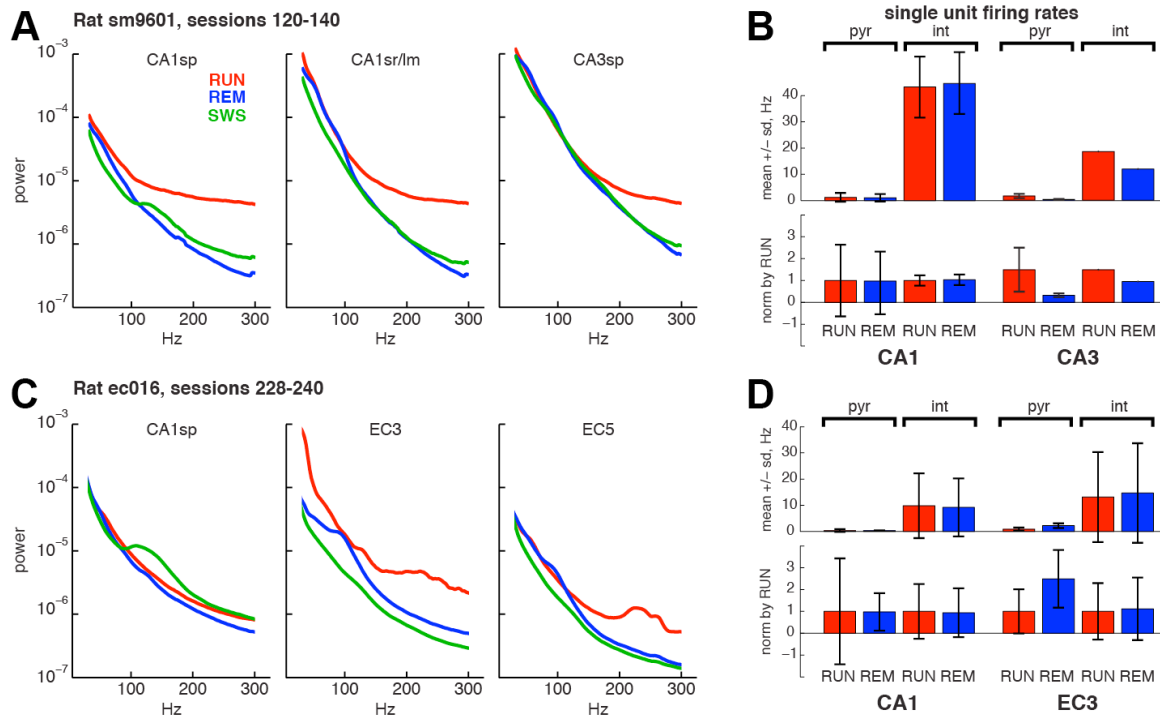 A
Rat sm9601, sessions 120-140
CA1sp
CA1sr/lm
CA3sp
RUN
REM
SWS
power
10−3
10−4
10−5
10−6
10−7
100 200 300
100 200 300
100 200 300
Hz
Hz
Hz
B
single unit firing rates
pyr
int
pyr
int
mean +/− sd, Hz
40
30
20
10
0
norm by RUN
3
2
1
0
−1
RUN REM RUN REM
RUN REM RUN REM
CA1
CA3
C
Rat ec016, sessions 228-240
CA1sp
EC3
EC5
power
10−3
10−4
10−5
10−6
10−7
100 200 300
100 200 300
100 200 300
Hz
Hz
Hz
D
pyr
int
pyr
int
mean +/− sd, Hz
40
30
20
10
0
norm by RUN
3
2
1
0
−1
RUN REM RUN REM
RUN REM RUN REM
CA1
EC3